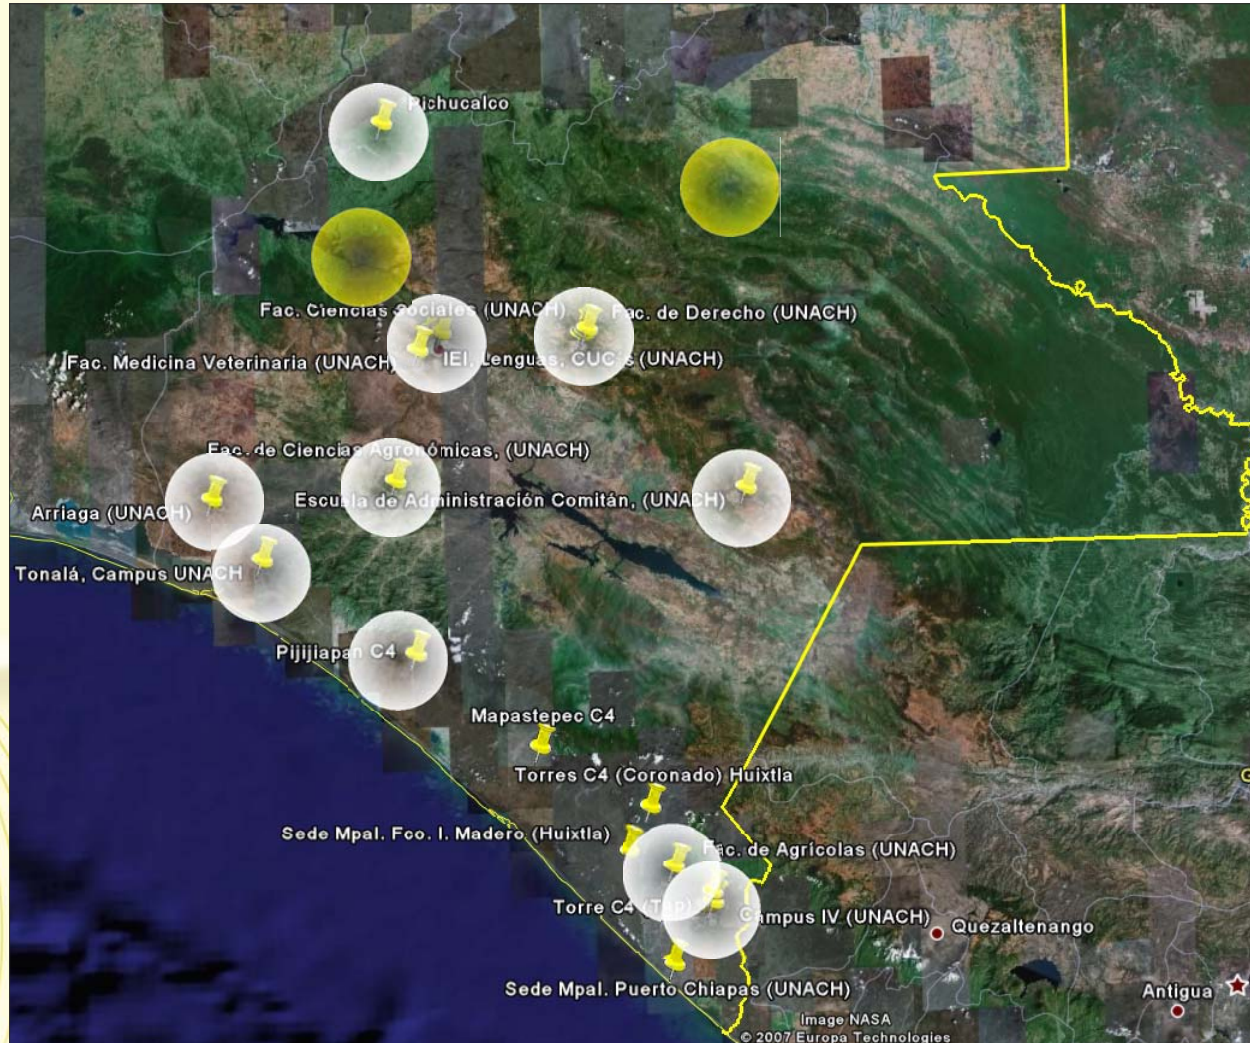 Pichucalco
Fac. Ciencias Sociales (UNACH)
Fac. de Derecho (UNACH)
Fac. Medicina Veterinaria (UNACH)
IEI, Lenguas, CUC's (UNACH)
Fac. de Ciencias Agronómicas, (UNACH)
Escuela de Administración Comitán, (UNACH)
Arriaga (UNACH)
Tonalá, Campus UNACH
Pijijiapan C4
Mapastepec C4
Torres C4 (Coronado) Huixtla
G
Sede Mpal. Fco. I. Madero (Huixtla)
Fac. de Agrícolas (UNACH)
Torre C4 (Tap)
Campus IV (UNACH)
Quezaltenango
Sede Mpal. Puerto Chiapas (UNACH)
Antigua
Image NASA
© 2007 Europa Technologies